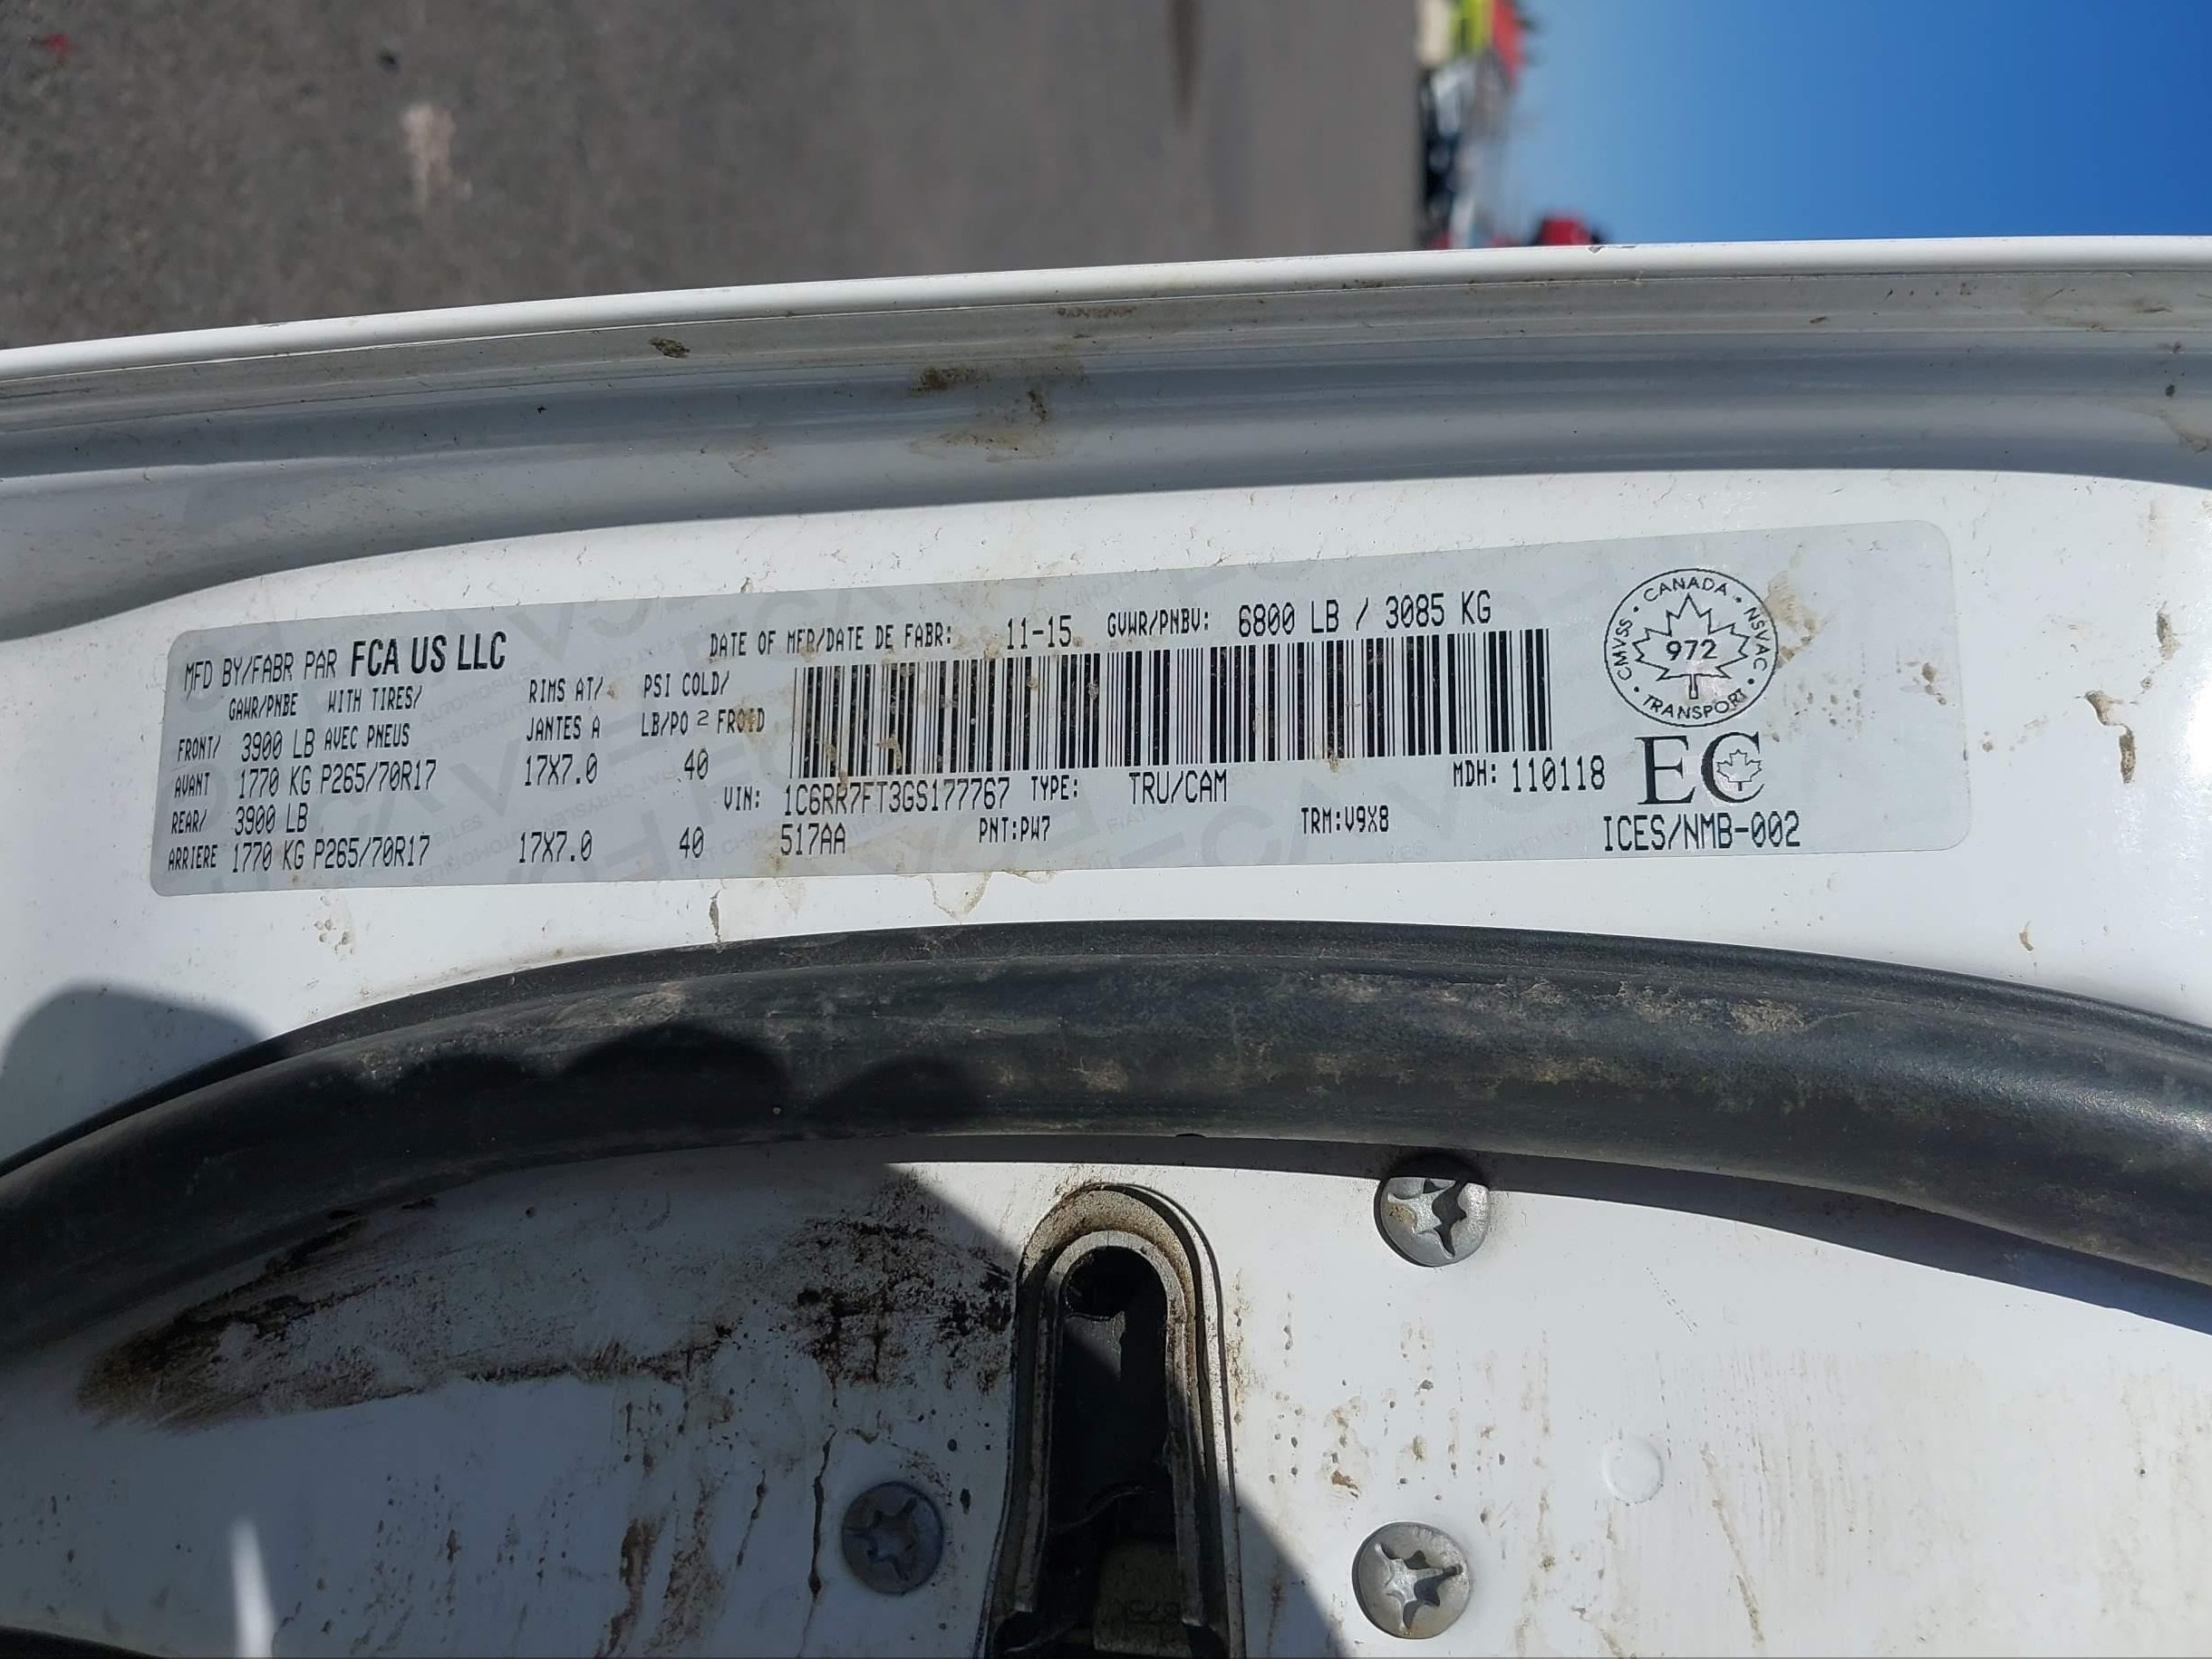 MFD BY/FABR PAR FCA US LLC DATE OF MFR/DATE DE FABR: 11-15 GVWR/PNBV: 6800 LB / 3085 KG
GAWR/PNBE WITH TIRES/ RIMS AT/ PSI COLD/
AVEC PNEUS JANTES A LB/PO 2 FROID
FRONT/ 3900 LB
AVANT 1770 KG P265/70R17 17X7.0 40
REAR/ 3900 LB
ARRIERE 1770 KG P265/70R17 17X7.0 40
VIN: 1C6RR7FT3GS177767 TYPE: TRU/CAM MDH: 110118
517AA PNT:PW7 TRM:V9X8
CANADA • NSVAC • TRANSPORT • CMVSS •
972
EC
ICES/NMB-002